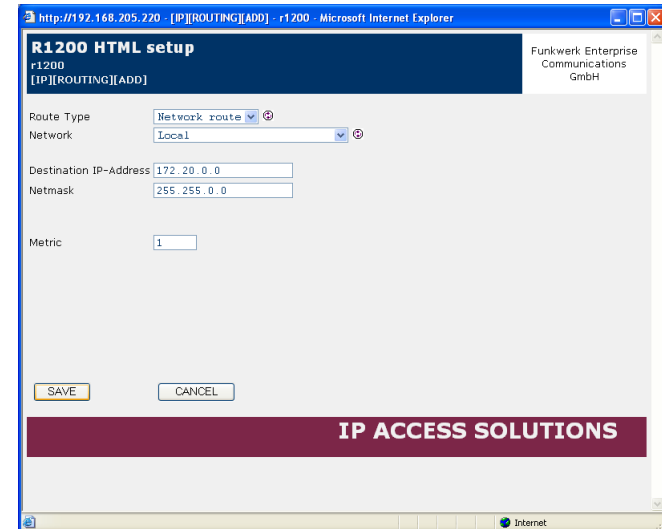 http://192.168.205.220 - [IP][ROUTING][ADD] - r1200 - Microsoft Internet Explorer
R1200 HTML setup
r1200
[IP][ROUTING][ADD]
Funkwerk Enterprise
Communications
GmbH
Route Type Network route
Network Local
Destination IP-Address 172.20.0.0
Netmask 255.255.0.0
Metric 1
SAVE CANCEL
IP ACCESS SOLUTIONS
Internet